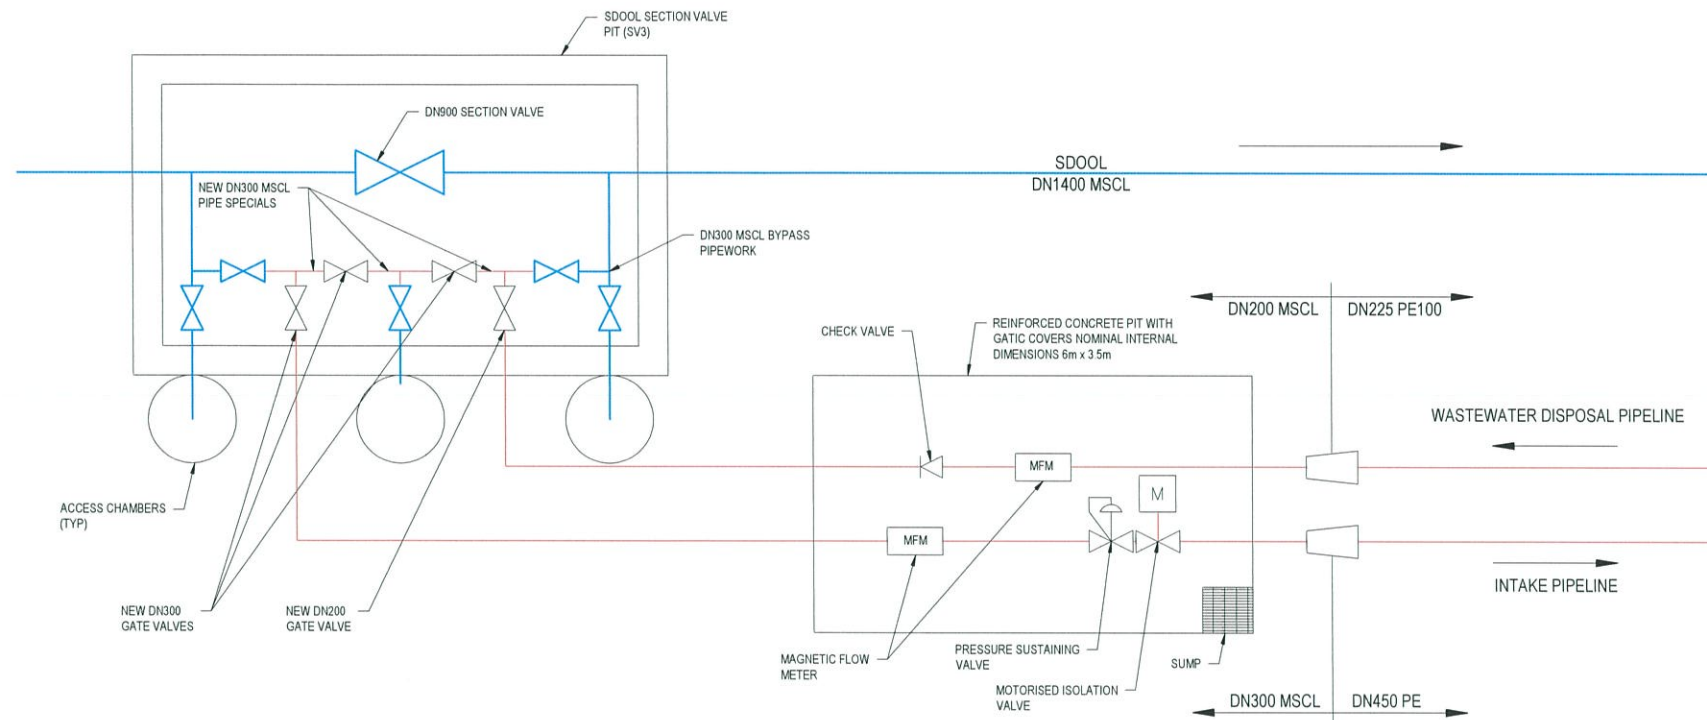 SDOOL SECTION VALVE
PIT (SV3)
DN900 SECTION VALVE
SDOOL
DN1400 MSCL
NEW DN300 MSCL
PIPE SPECIALS
DN300 MSCL BYPASS
PIPEWORK
DN200 MSCL
DN225 PE100
CHECK VALVE
REINFORCED CONCRETE PIT WITH
GATIC COVERS NOMINAL INTERNAL
DIMENSIONS 6m x 3.5m
WASTEWATER DISPOSAL PIPELINE
MFM
M
ACCESS CHAMBERS
(TYP)
MFM
INTAKE PIPELINE
NEW DN300
GATE VALVES
NEW DN200
GATE VALVE
MAGNETIC FLOW
METER
PRESSURE SUSTAINING
VALVE
SUMP
MOTORISED ISOLATION
VALVE
DN300 MSCL
DN450 PE